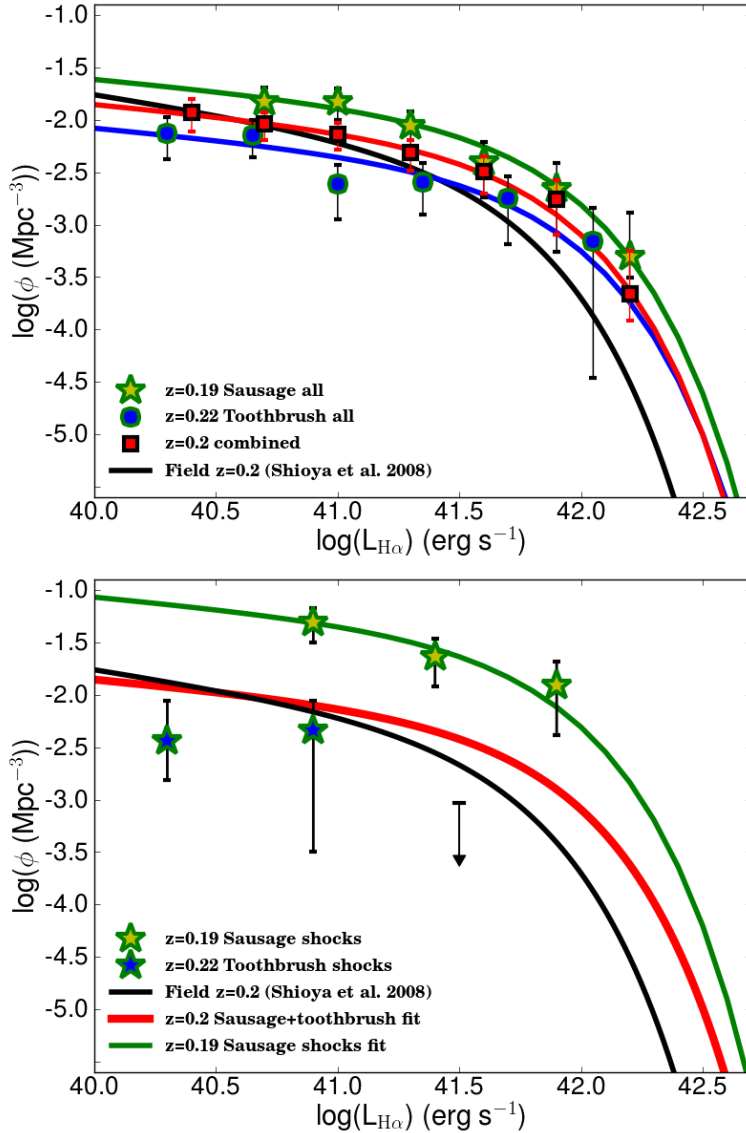 -1.0
-1.5
-2.0
-2.5
-3.0
-3.5
-4.0
-4.5
-5.0
log(ϕ (Mpc⁻³))
z=0.19 Sausage all
z=0.22 Toothbrush all
z=0.2 combined
Field z=0.2 (Shioya et al. 2008)
40.0 40.5 41.0 41.5 42.0 42.5
log(L_Hα) (erg s⁻¹)
-1.0
-1.5
-2.0
-2.5
-3.0
-3.5
-4.0
-4.5
-5.0
log(ϕ (Mpc⁻³))
z=0.19 Sausage shocks
z=0.22 Toothbrush shocks
Field z=0.2 (Shioya et al. 2008)
z=0.2 Sausage+toothbrush fit
z=0.19 Sausage shocks fit
40.0 40.5 41.0 41.5 42.0 42.5
log(L_Hα) (erg s⁻¹)